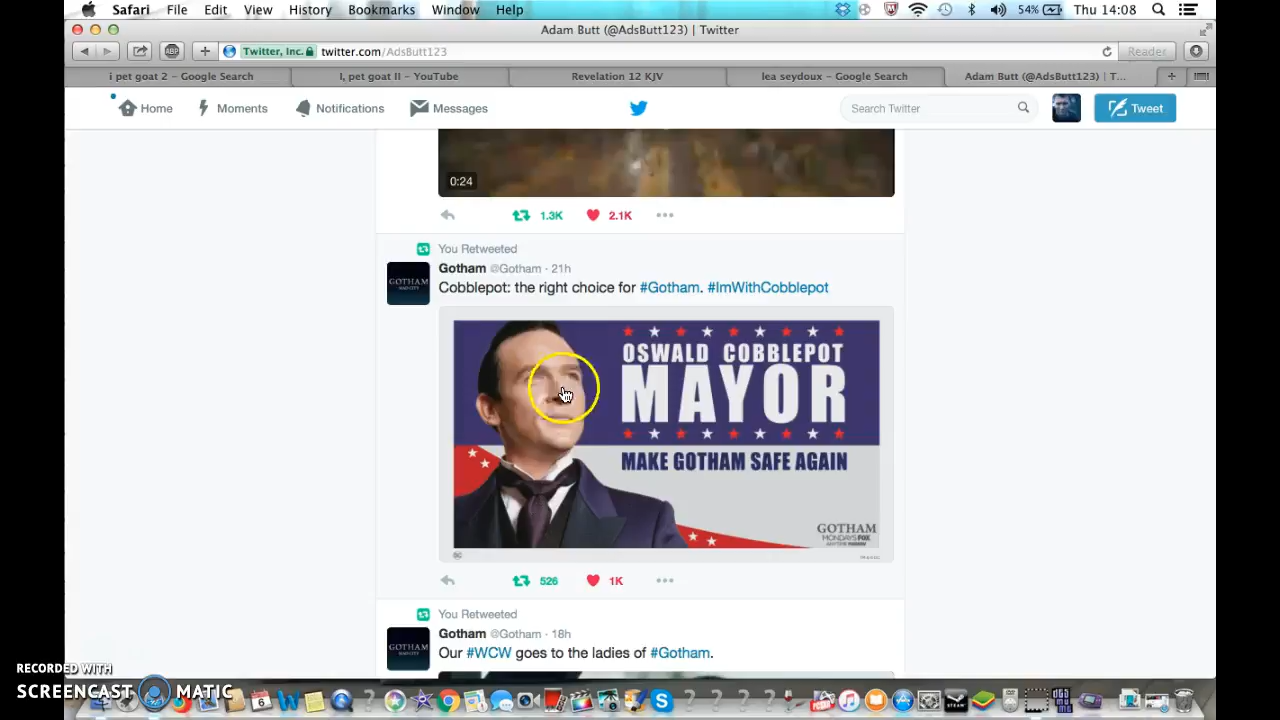 Safari File Edit View History Bookmarks Window Help 54% Thu 14:08
Adam Butt (@AdsButt123) | Twitter
ABP + Twitter, Inc. twitter.com/AdsButt123 Reader
i pet goat 2 - Google Search I, pet goat II - YouTube Revelation 12 KJV lea seydoux - Google Search Adam Butt (@AdsButt123) | T... +
Home Moments Notifications Messages Search Twitter Tweet
0:24
1.3K 2.1K
You Retweeted
Gotham @Gotham · 21h
Cobblepot: the right choice for #Gotham. #ImWithCobblepot
GOTHAM
OSWALD COBBLEPOT
MAYOR
MAKE GOTHAM SAFE AGAIN
GOTHAM
MONDAYS FOX
526 1K
You Retweeted
Gotham @Gotham · 18h
GOTHAM
Our #WCW goes to the ladies of #Gotham.
RECORDED WITH
SCREENCAST MATIC